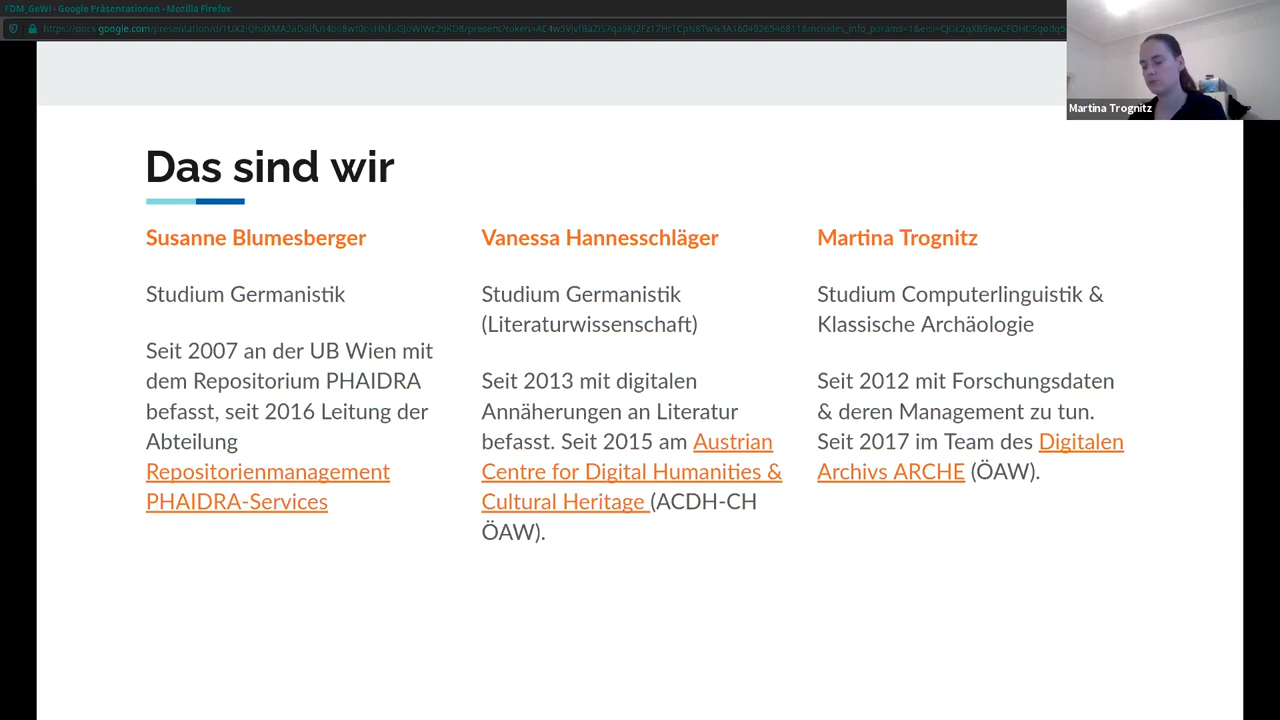 FDM_GeWi - Google Präsentationen - Mozilla Firefox
Martina Trognitz
Das sind wir
Susanne Blumesberger
Studium Germanistik
Seit 2007 an der UB Wien mit
dem Repositorium PHAIDRA
befasst, seit 2016 Leitung der
Abteilung
Repositorienmanagement
PHAIDRA-Services
Vanessa Hannesschläger
Studium Germanistik
(Literaturwissenschaft)
Seit 2013 mit digitalen
Annäherungen an Literatur
befasst. Seit 2015 am Austrian
Centre for Digital Humanities &
Cultural Heritage (ACDH-CH
ÖAW).
Martina Trognitz
Studium Computerlinguistik &
Klassische Archäologie
Seit 2012 mit Forschungsdaten
& deren Management zu tun.
Seit 2017 im Team des Digitalen
Archivs ARCHE (ÖAW).